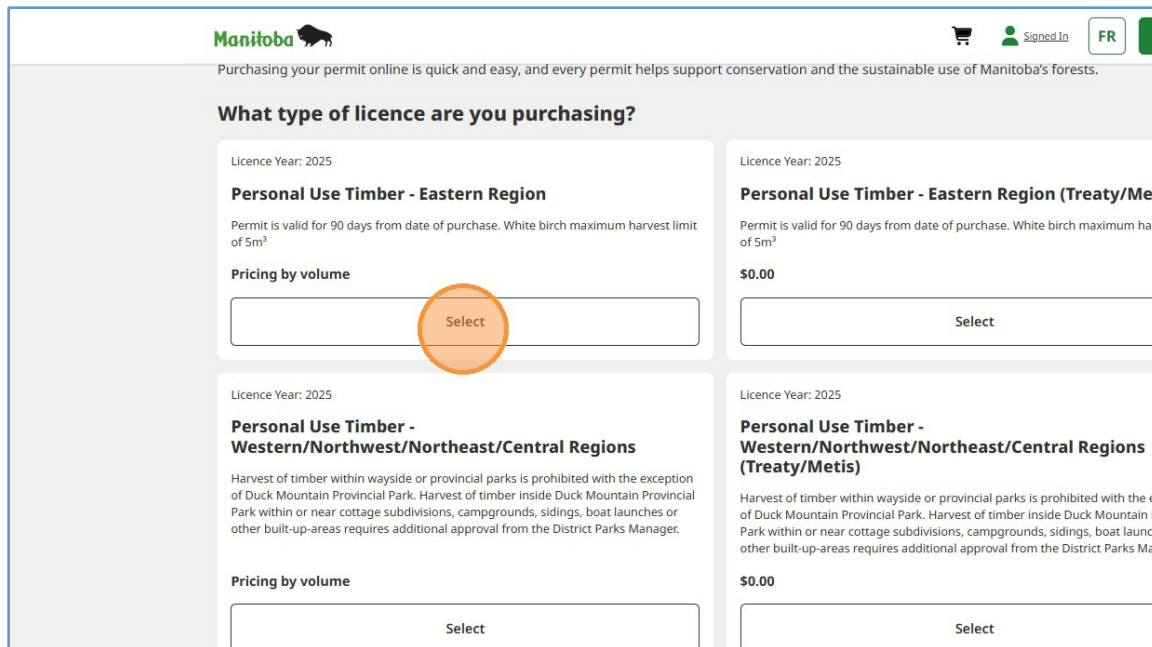 Manitoba
Signed In
FR
Purchasing your permit online is quick and easy, and every permit helps support conservation and the sustainable use of Manitoba's forests.
What type of licence are you purchasing?
Licence Year: 2025
Personal Use Timber - Eastern Region
Permit is valid for 90 days from date of purchase. White birch maximum harvest limit
of 5m³
Pricing by volume
Select
Licence Year: 2025
Personal Use Timber - Eastern Region (Treaty/Me
Permit is valid for 90 days from date of purchase. White birch maximum ha
of 5m³
$0.00
Select
Licence Year: 2025
Personal Use Timber -
Western/Northwest/Northeast/Central Regions
Harvest of timber within wayside or provincial parks is prohibited with the exception
of Duck Mountain Provincial Park. Harvest of timber inside Duck Mountain Provincial
Park within or near cottage subdivisions, campgrounds, sidings, boat launches or
other built-up-areas requires additional approval from the District Parks Manager.
Pricing by volume
Select
Licence Year: 2025
Personal Use Timber -
Western/Northwest/Northeast/Central Regions
(Treaty/Metis)
Harvest of timber within wayside or provincial parks is prohibited with the e
of Duck Mountain Provincial Park. Harvest of timber inside Duck Mountain
Park within or near cottage subdivisions, campgrounds, sidings, boat launc
other built-up-areas requires additional approval from the District Parks Ma
$0.00
Select